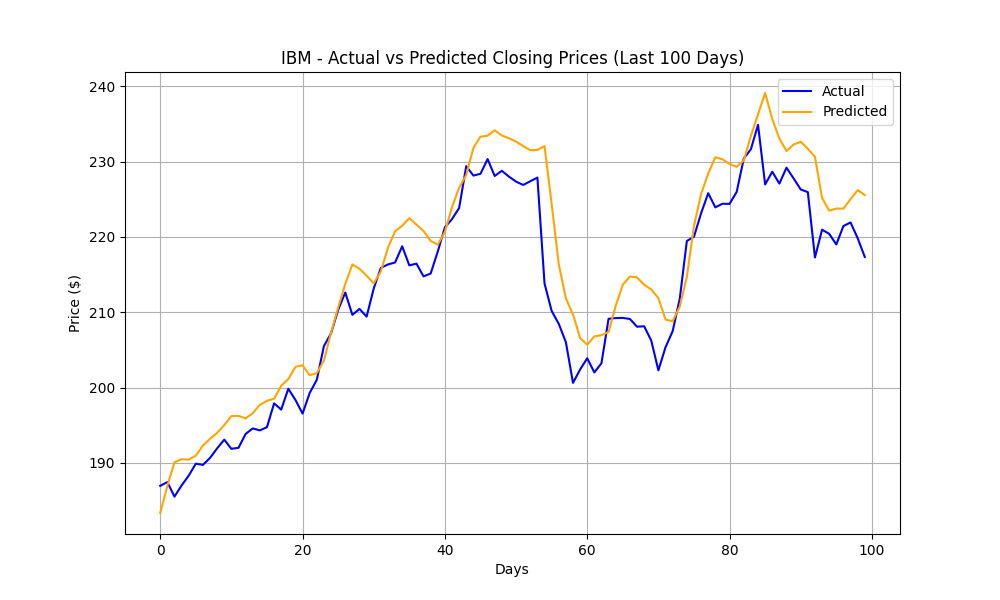 IBM - Actual vs Predicted Closing Prices (Last 100 Days)
Actual
Predicted
Price ($)
240
230
220
210
200
190
0 20 40 60 80 100
Days